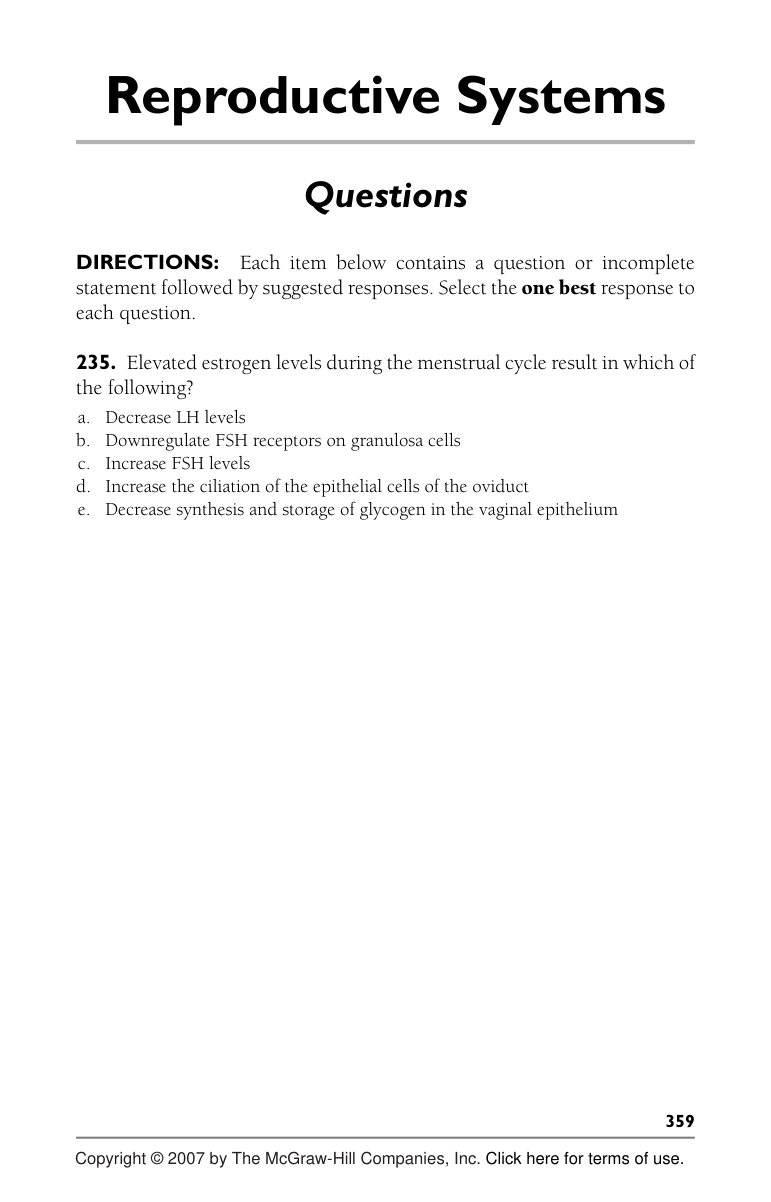 Reproductive Systems
Questions
DIRECTIONS: Each item below contains a question or incomplete
statement followed by suggested responses. Select the one best response to
each question.
235. Elevated estrogen levels during the menstrual cycle result in which of
the following?
a. Decrease LH levels
b. Downregulate FSH receptors on granulosa cells
c. Increase FSH levels
d. Increase the ciliation of the epithelial cells of the oviduct
e. Decrease synthesis and storage of glycogen in the vaginal epithelium
359
Copyright © 2007 by The McGraw-Hill Companies, Inc. Click here for terms of use.